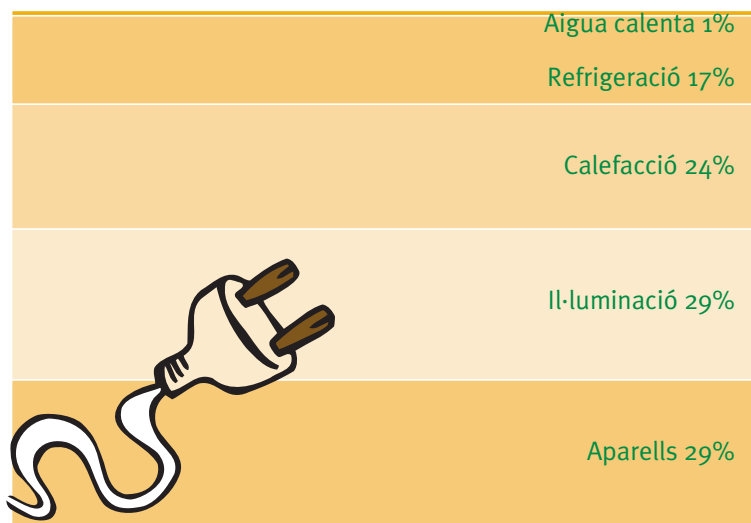 Aigua calenta 1%
Refrigeració 17%
Calefacció 24%
Il·luminació 29%
Aparells 29%